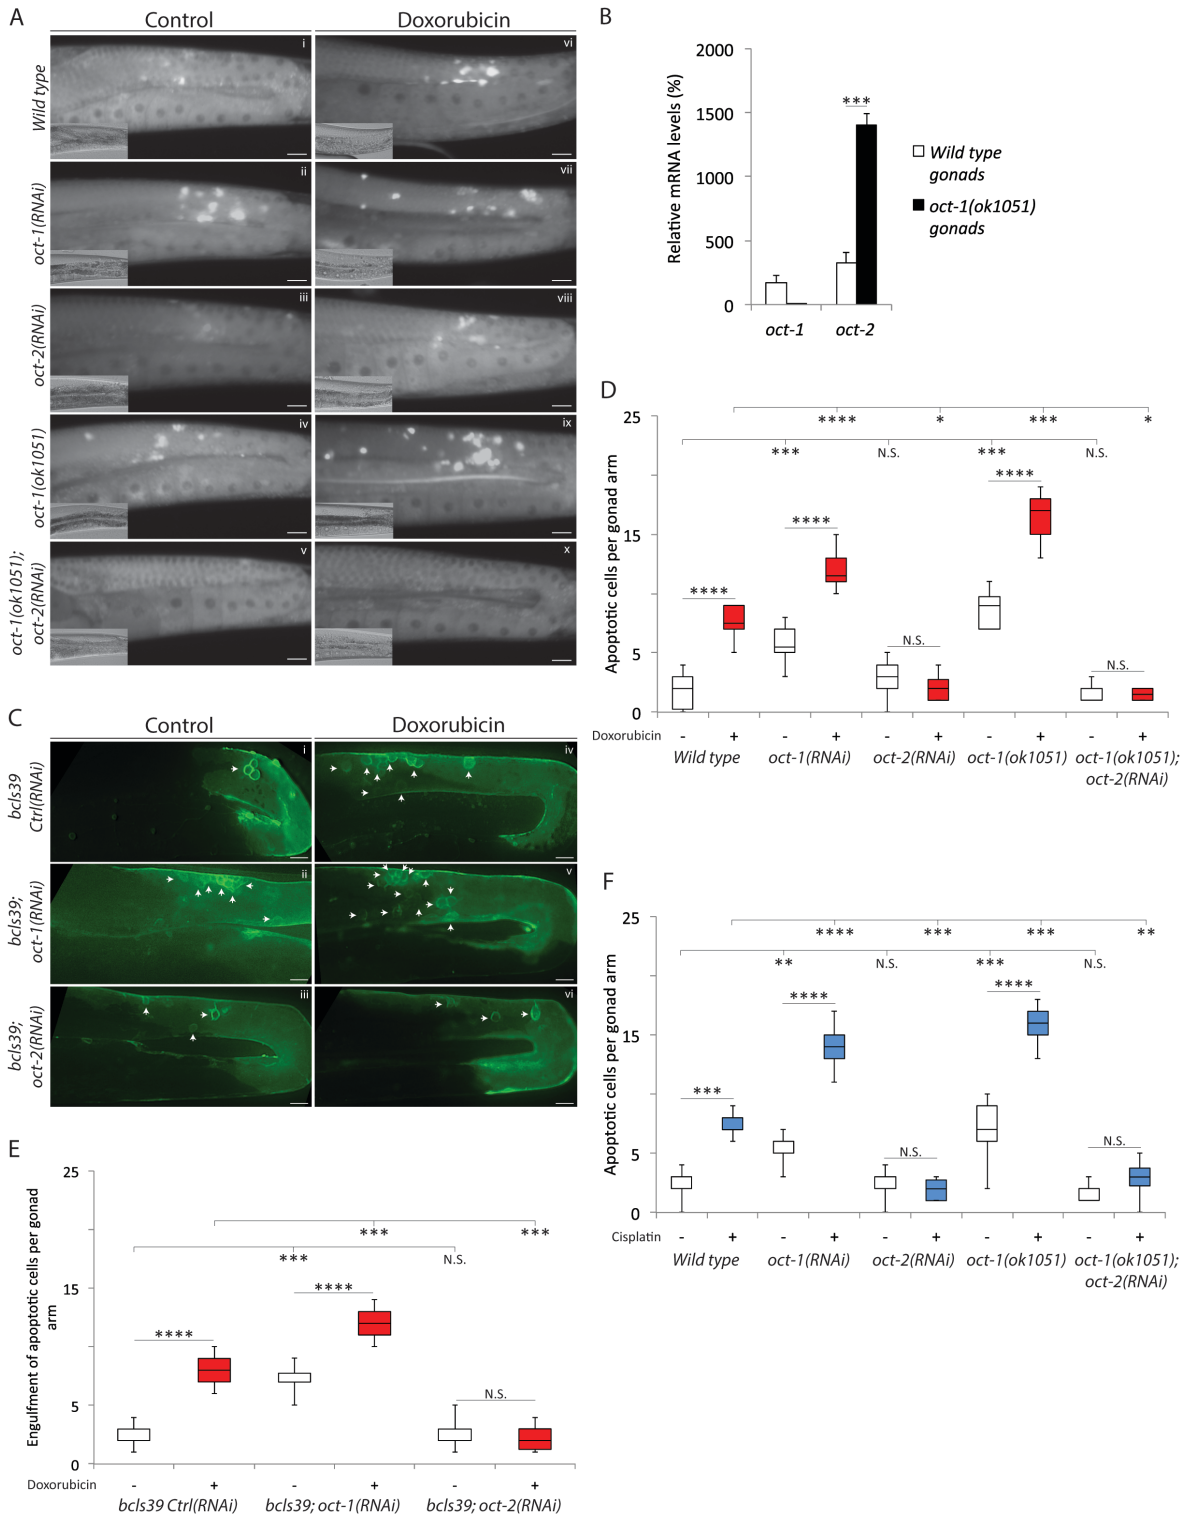 A
Control
Doxorubicin
Wild type
i
vi
oct-1(RNAi)
ii
vii
oct-2(RNAi)
iii
viii
oct-1(ok1051)
iv
ix
oct-1(ok1051);
oct-2(RNAi)
v
x
B
Relative mRNA levels (%)
2000
1500
1000
500
0
***
oct-1
oct-2
Wild type
gonads
oct-1(ok1051)
gonads
C
Control
Doxorubicin
bcls39
Ctrl(RNAi)
i
iv
bcls39;
oct-1(RNAi)
ii
v
bcls39;
oct-2(RNAi)
iii
vi
D
Apoptotic cells per gonad arm
25
15
5
0
**** * *** *
*** N.S. *** N.S.
****
****
****
N.S.
N.S.
Doxorubicin - + - + - + - + - +
Wild type oct-1(RNAi) oct-2(RNAi) oct-1(ok1051) oct-1(ok1051);
oct-2(RNAi)
E
Engulfment of apoptotic cells per gonad
arm
25
15
5
0
*** ***
*** N.S.
****
****
N.S.
Doxorubicin - + - + - +
bcls39 Ctrl(RNAi) bcls39; oct-1(RNAi) bcls39; oct-2(RNAi)
F
Apoptotic cells per gonad arm
25
15
5
0
**** *** *** **
** N.S. *** N.S.
****
****
***
N.S.
N.S.
Cisplatin - + - + - + - + - +
Wild type oct-1(RNAi) oct-2(RNAi) oct-1(ok1051) oct-1(ok1051);
oct-2(RNAi)